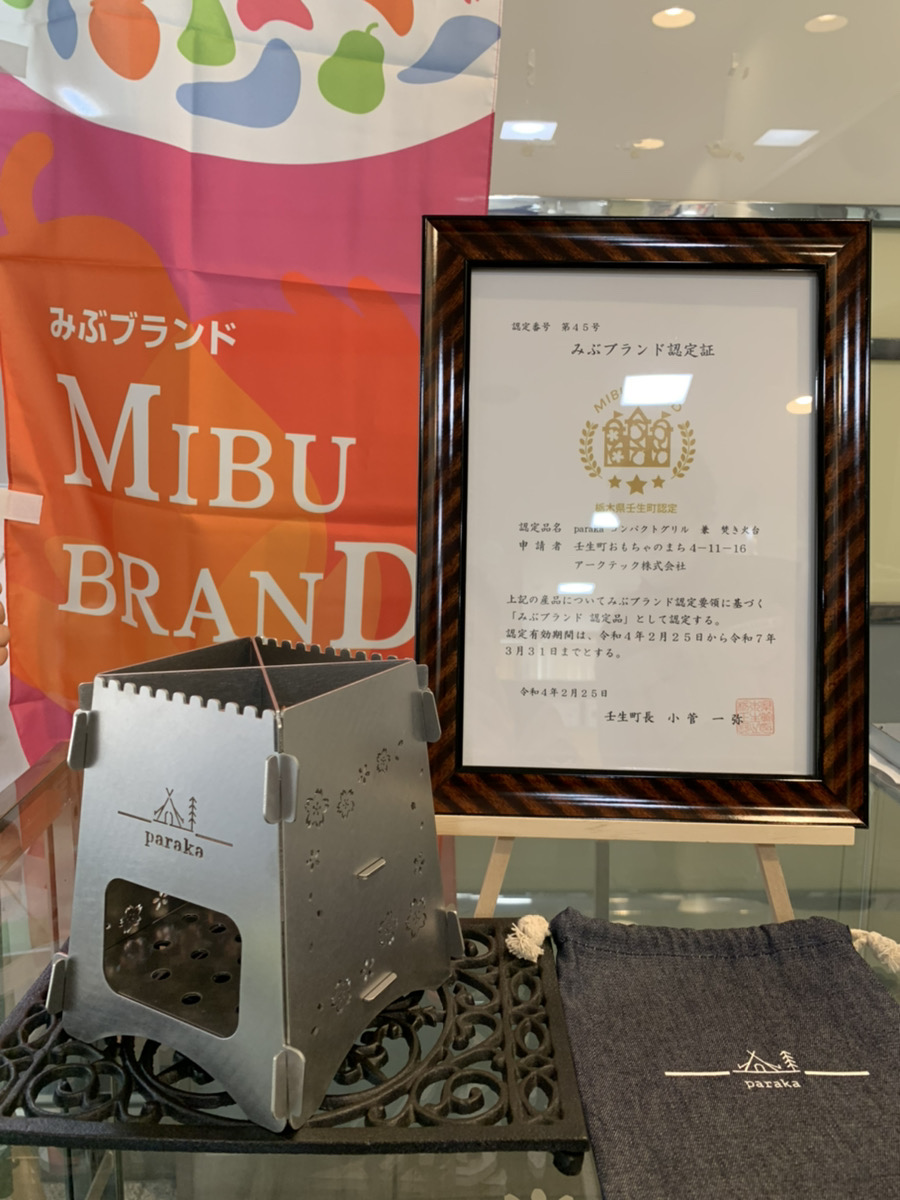 みぶブランド
MIBU
BRAND
認定番号 第45号
みぶブランド認定証
MIBU
栃木県壬生町認定
認定品名 paraka コンパクトグリル 兼 焚き火台
申請者 壬生町おもちゃのまち4-11-16
アークテック株式会社
上記の産品についてみぶブランド認定要領に基づく
「みぶブランド 認定品」として認定する。
認定有効期間は、令和4年2月25日から令和7年
3月31日までとする。
令和4年2月25日
壬生町長 小菅 一弥
paraka
paraka